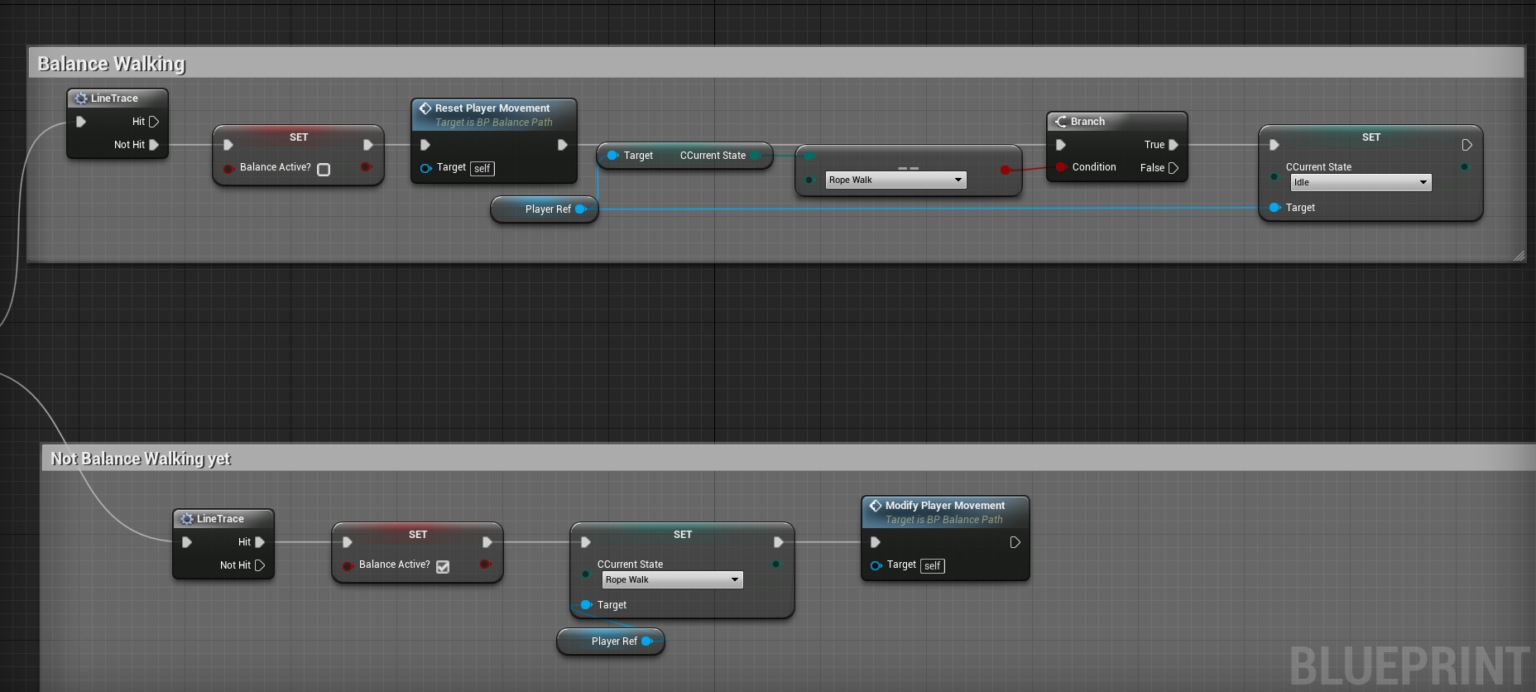 Balance Walking
LineTrace
Hit
Not Hit
SET
Balance Active?
Reset Player Movement
Target is BP Balance Path
Target self
Target CCurrent State
Player Ref
==
Rope Walk
Branch
True
Condition False
SET
CCurrent State
Idle
Target
Not Balance Walking yet
LineTrace
Hit
Not Hit
SET
Balance Active?
SET
CCurrent State
Rope Walk
Target
Player Ref
Modify Player Movement
Target is BP Balance Path
Target self
BLUEPRINT